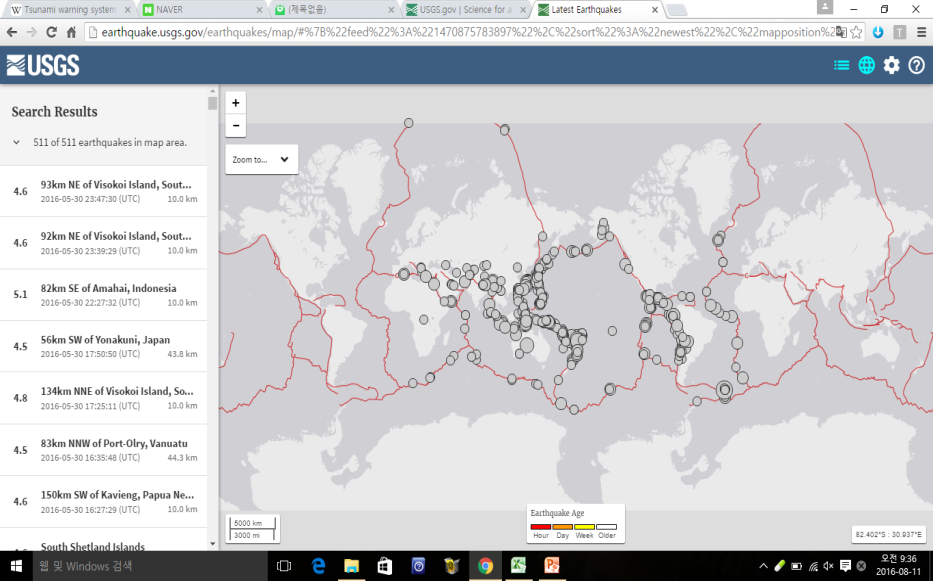 Tsunami warning system
NAVER
(제목없음)
USGS.gov | Science for a
Latest Earthquakes
earthquake.usgs.gov/earthquakes/map/#%7B%22feed%22%3A%221470875783897%22%2C%22sort%22%3A%22newest%22%2C%22mapposition%2
USGS
Search Results
511 of 511 earthquakes in map area.
4.6 93km NE of Visokoi Island, Sout...
2016-05-30 23:47:30 (UTC) 10.0 km
4.6 92km NE of Visokoi Island, Sout...
2016-05-30 23:39:29 (UTC) 10.0 km
5.1 82km SE of Amahai, Indonesia
2016-05-30 22:27:32 (UTC) 10.0 km
4.5 56km SW of Yonakuni, Japan
2016-05-30 17:50:50 (UTC) 43.8 km
4.8 134km NNE of Visokoi Island, So...
2016-05-30 17:25:11 (UTC) 10.0 km
4.5 83km NNW of Port-Olry, Vanuatu
2016-05-30 16:35:48 (UTC) 44.3 km
4.6 150km SW of Kavieng, Papua Ne...
2016-05-30 16:27:29 (UTC) 10.0 km
South Shetland Islands
+
−
Zoom to...
5000 km
3000 mi
Earthquake Age
Hour Day Week Older
82.402°S : 30.937°E
웹 및 Windows 검색
오전 9:36
2016-08-11